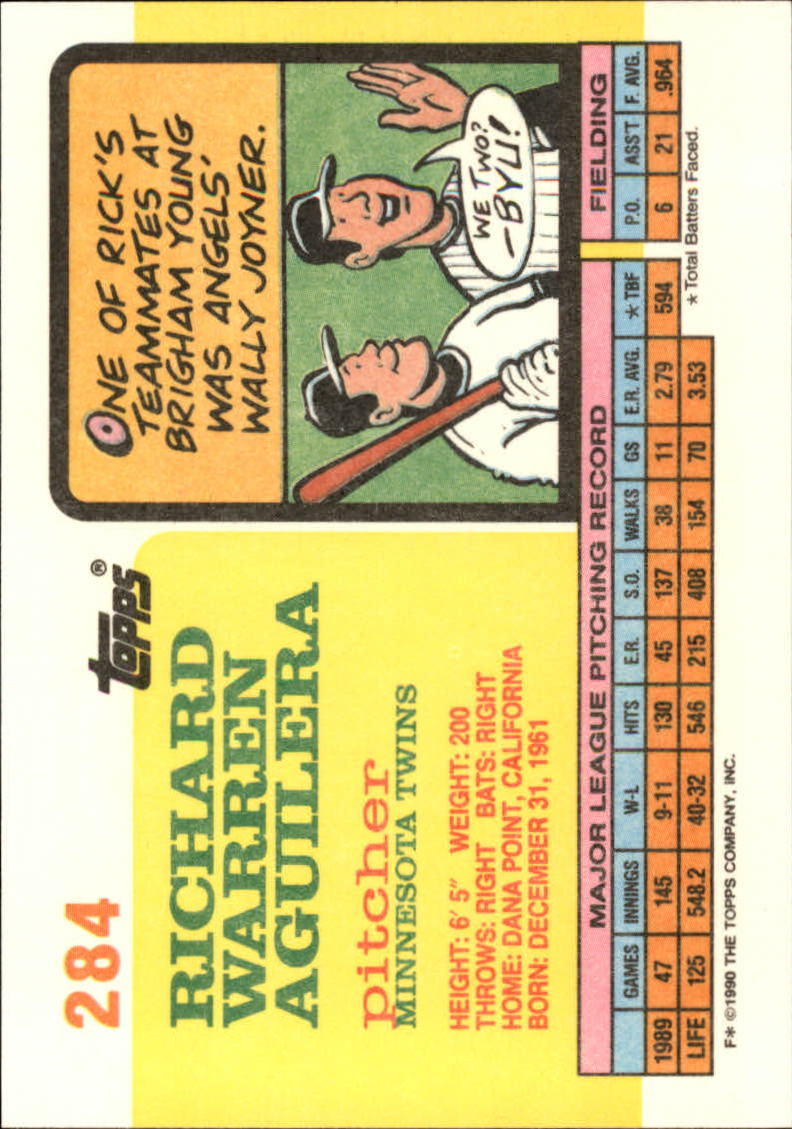 284
topps®
RICHARD
WARREN
AGUILERA
pitcher
MINNESOTA TWINS
HEIGHT: 6' 5" WEIGHT: 200
THROWS: RIGHT BATS: RIGHT
HOME: DANA POINT, CALIFORNIA
BORN: DECEMBER 31, 1961
ONE OF RICK'S
TEAMMATES AT
BRIGHAM YOUNG
WAS ANGELS'
WALLY JOYNER.
WE TWO?
—BYU!
MAJOR LEAGUE PITCHING RECORD FIELDING
GAMES INNINGS W-L HITS E.R. S.O. WALKS GS E.R. AVG. *TBF P.O. ASS'T F. AVG.
1989 47 145 9-11 130 45 137 38 11 2.79 594 6 21 .964
LIFE 125 548.2 40-32 546 215 408 154 70 3.53
*Total Batters Faced.
F* ©1990 THE TOPPS COMPANY, INC.